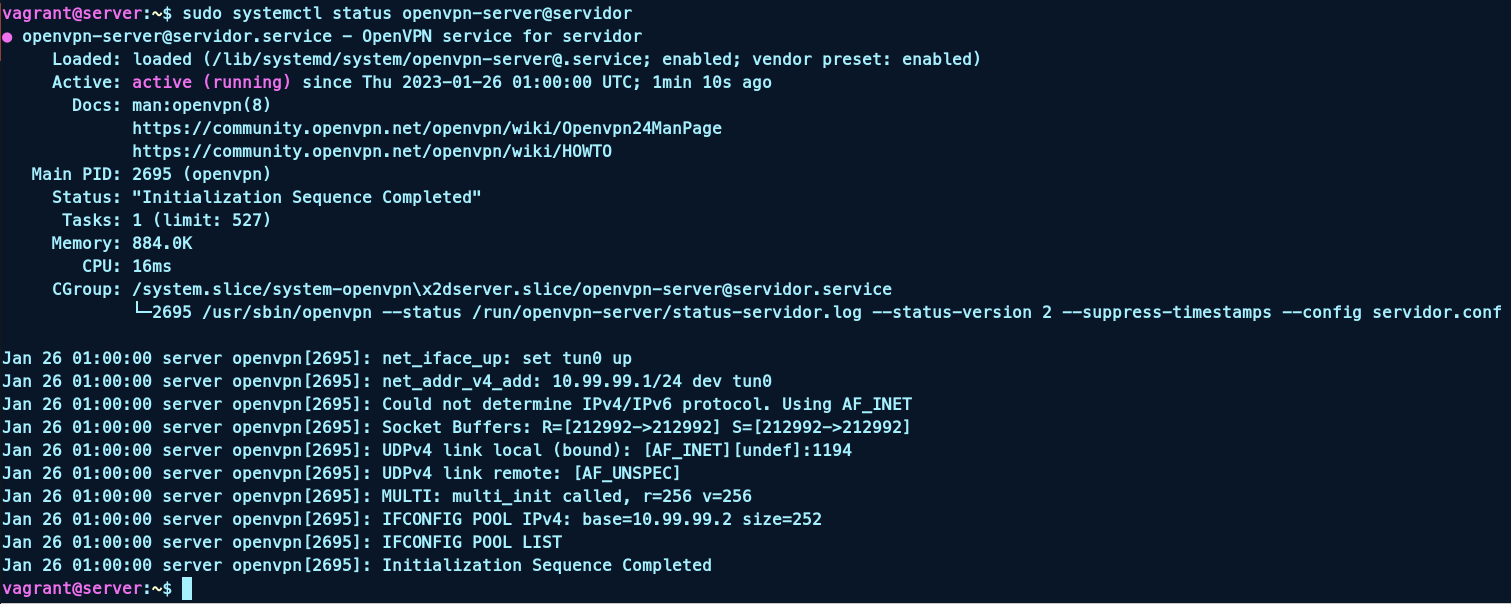 vagrant@server:~$ sudo systemctl status openvpn-server@servidor
● openvpn-server@servidor.service - OpenVPN service for servidor
     Loaded: loaded (/lib/systemd/system/openvpn-server@.service; enabled; vendor preset: enabled)
     Active: active (running) since Thu 2023-01-26 01:00:00 UTC; 1min 10s ago
       Docs: man:openvpn(8)
             https://community.openvpn.net/openvpn/wiki/Openvpn24ManPage
             https://community.openvpn.net/openvpn/wiki/HOWTO
   Main PID: 2695 (openvpn)
     Status: "Initialization Sequence Completed"
      Tasks: 1 (limit: 527)
     Memory: 884.0K
        CPU: 16ms
     CGroup: /system.slice/system-openvpn\x2dserver.slice/openvpn-server@servidor.service
             └─2695 /usr/sbin/openvpn --status /run/openvpn-server/status-servidor.log --status-version 2 --suppress-timestamps --config servidor.conf

Jan 26 01:00:00 server openvpn[2695]: net_iface_up: set tun0 up
Jan 26 01:00:00 server openvpn[2695]: net_addr_v4_add: 10.99.99.1/24 dev tun0
Jan 26 01:00:00 server openvpn[2695]: Could not determine IPv4/IPv6 protocol. Using AF_INET
Jan 26 01:00:00 server openvpn[2695]: Socket Buffers: R=[212992->212992] S=[212992->212992]
Jan 26 01:00:00 server openvpn[2695]: UDPv4 link local (bound): [AF_INET][undef]:1194
Jan 26 01:00:00 server openvpn[2695]: UDPv4 link remote: [AF_UNSPEC]
Jan 26 01:00:00 server openvpn[2695]: MULTI: multi_init called, r=256 v=256
Jan 26 01:00:00 server openvpn[2695]: IFCONFIG POOL IPv4: base=10.99.99.2 size=252
Jan 26 01:00:00 server openvpn[2695]: IFCONFIG POOL LIST
Jan 26 01:00:00 server openvpn[2695]: Initialization Sequence Completed
vagrant@server:~$